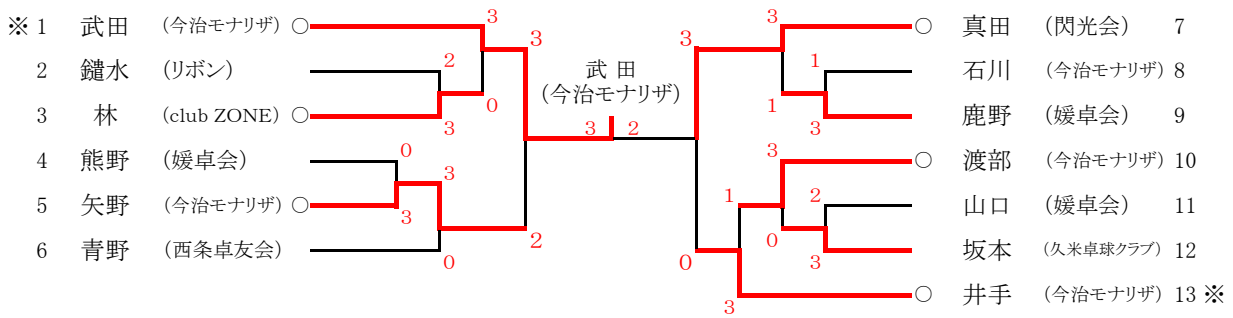 ※ 1 武田 (今治モナリザ) ○
2 鑓水 (リボン)
3 林 (club ZONE) ○
4 熊野 (媛卓会)
5 矢野 (今治モナリザ) ○
6 青野 (西条卓友会)
3
3
2
0
3
0
3
3
2
0
武 田
(今治モナリザ)
3 2
3
3
1
1
3
3
1
2
0
0
3
3
○ 真田 (閃光会) 7
石川 (今治モナリザ) 8
鹿野 (媛卓会) 9
○ 渡部 (今治モナリザ) 10
山口 (媛卓会) 11
坂本 (久米卓球クラブ) 12
○ 井手 (今治モナリザ) 13 ※